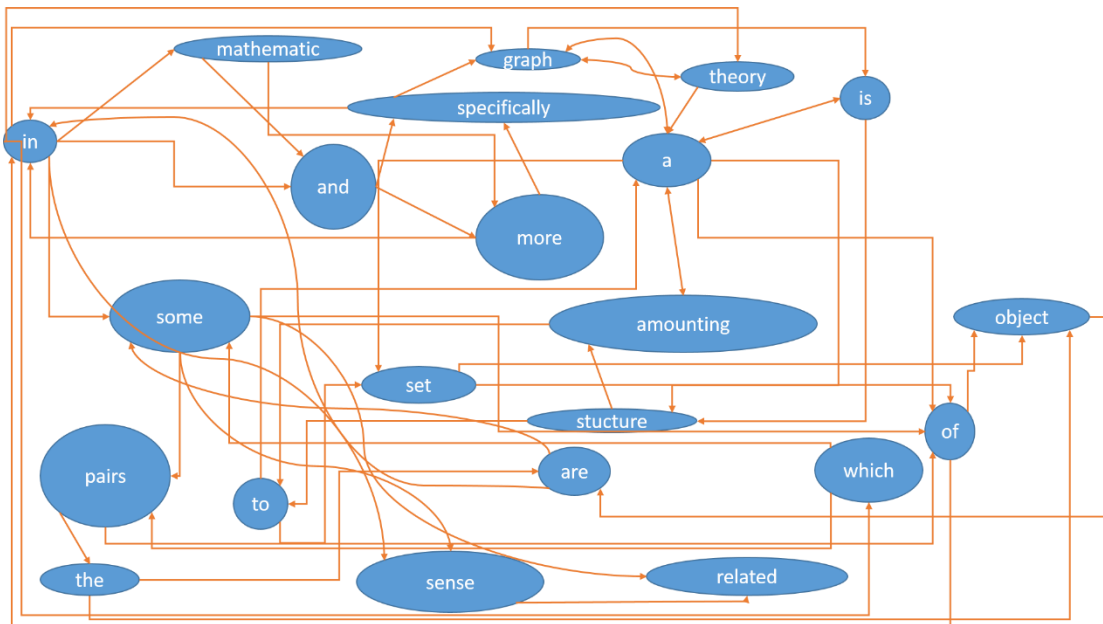 mathematic
graph
theory
is
specifically
in
a
and
more
some
amounting
object
set
stucture
of
pairs
are
which
to
the
sense
related